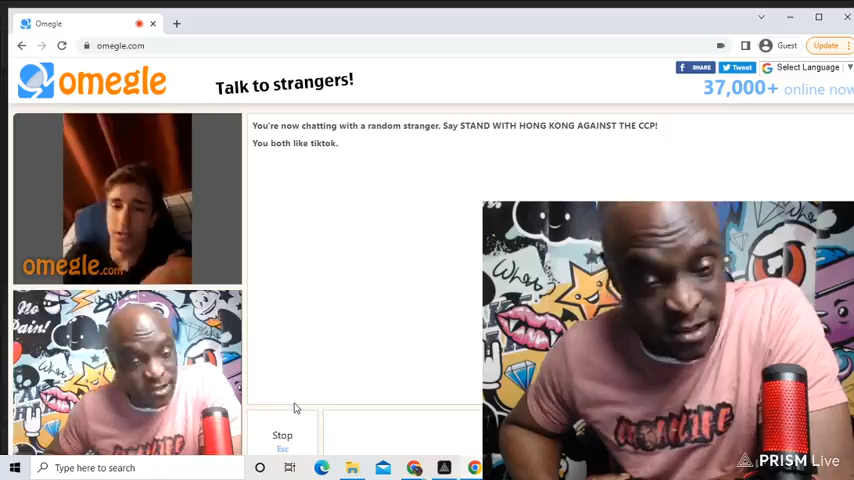 Omegle
omegle.com
Guest
Update
omegle
Talk to strangers!
SHARE
Tweet
Select Language
37,000+ online now
You're now chatting with a random stranger. Say STAND WITH HONG KONG AGAINST THE CCP!
You both like tiktok.
omegle.com
No
Pain!
Stop
Esc
PRISM Live
Type here to search